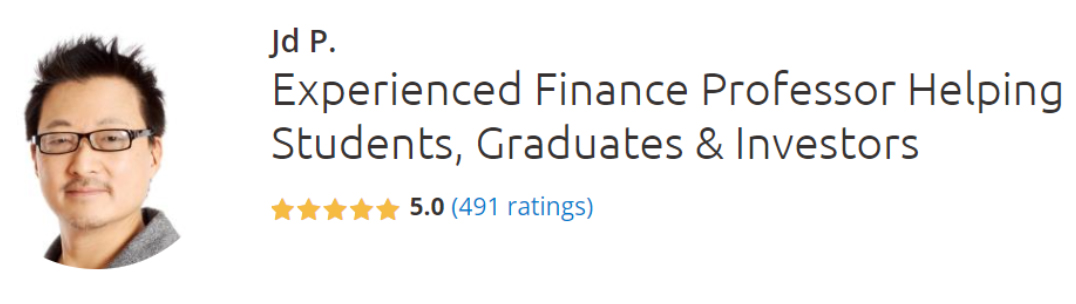 Jd P.
Experienced Finance Professor Helping
Students, Graduates & Investors
5.0 (491 ratings)